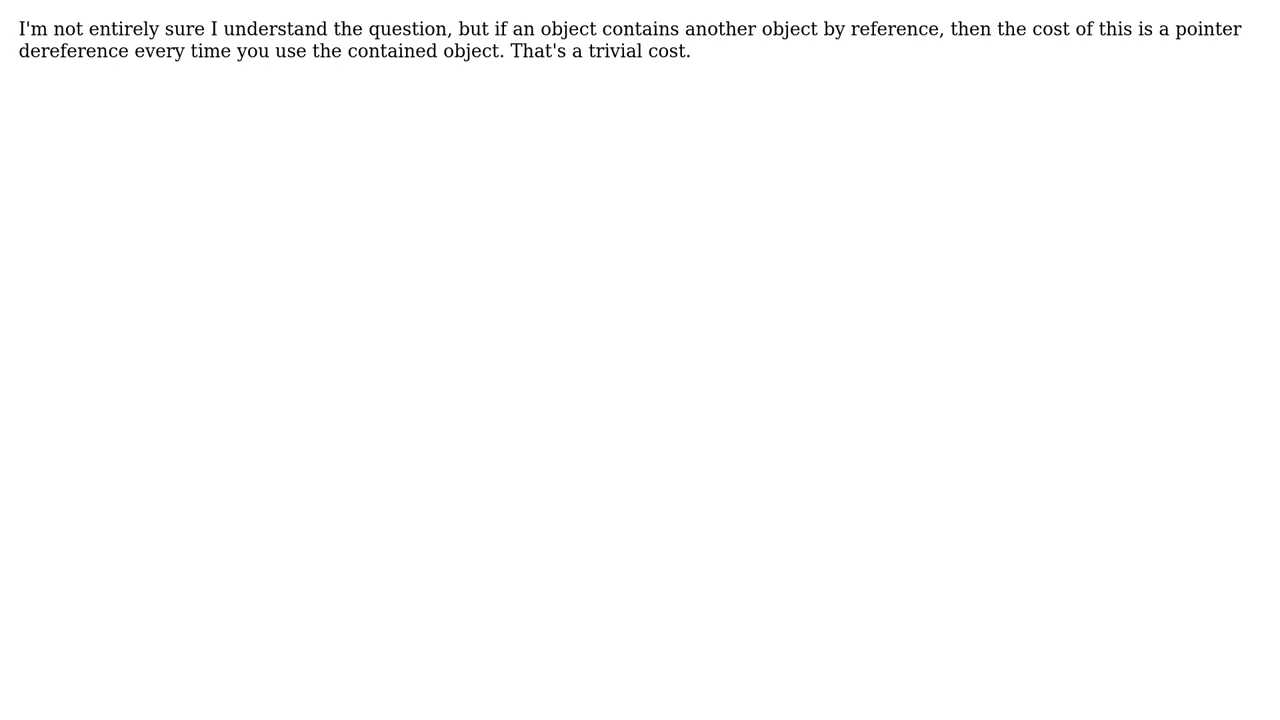 I'm not entirely sure I understand the question, but if an object contains another object by reference, then the cost of this is a pointer
dereference every time you use the contained object. That's a trivial cost.